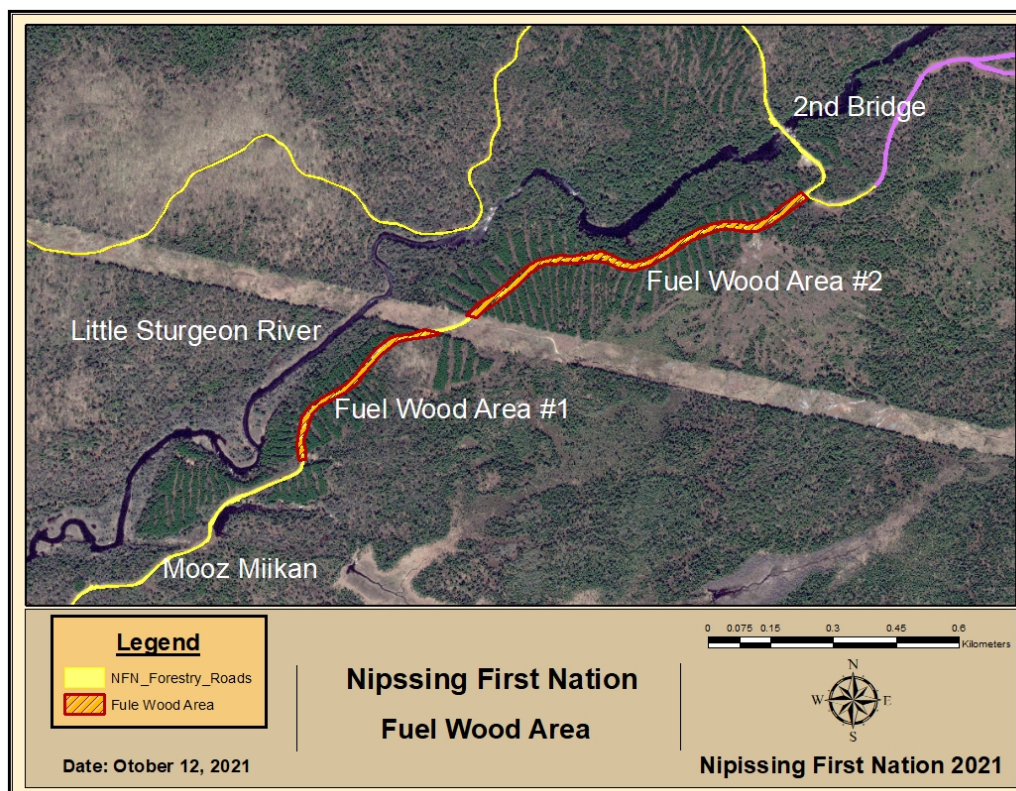 2nd Bridge
Fuel Wood Area #2
Little Sturgeon River
Fuel Wood Area #1
Mooz Miikan
Legend
NFN_Forestry_Roads
Fule Wood Area
Date: Otober 12, 2021
Nipssing First Nation
Fuel Wood Area
0 0.075 0.15 0.3 0.45 0.6
Kilometers
N
W E
S
Nipissing First Nation 2021